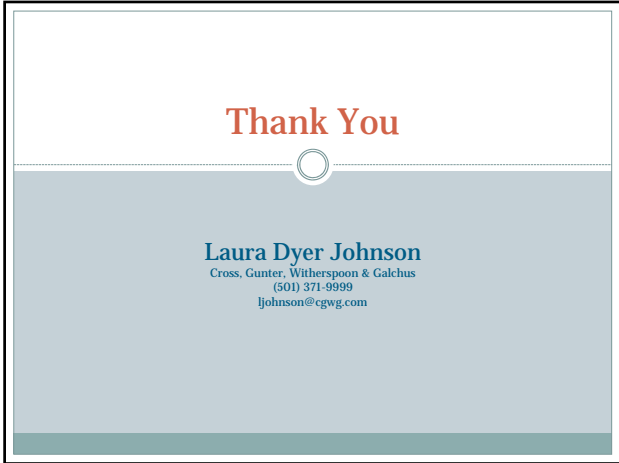 Thank You
Laura Dyer Johnson
Cross, Gunter, Witherspoon & Galchus
(501) 371-9999
ljohnson@cgwg.com